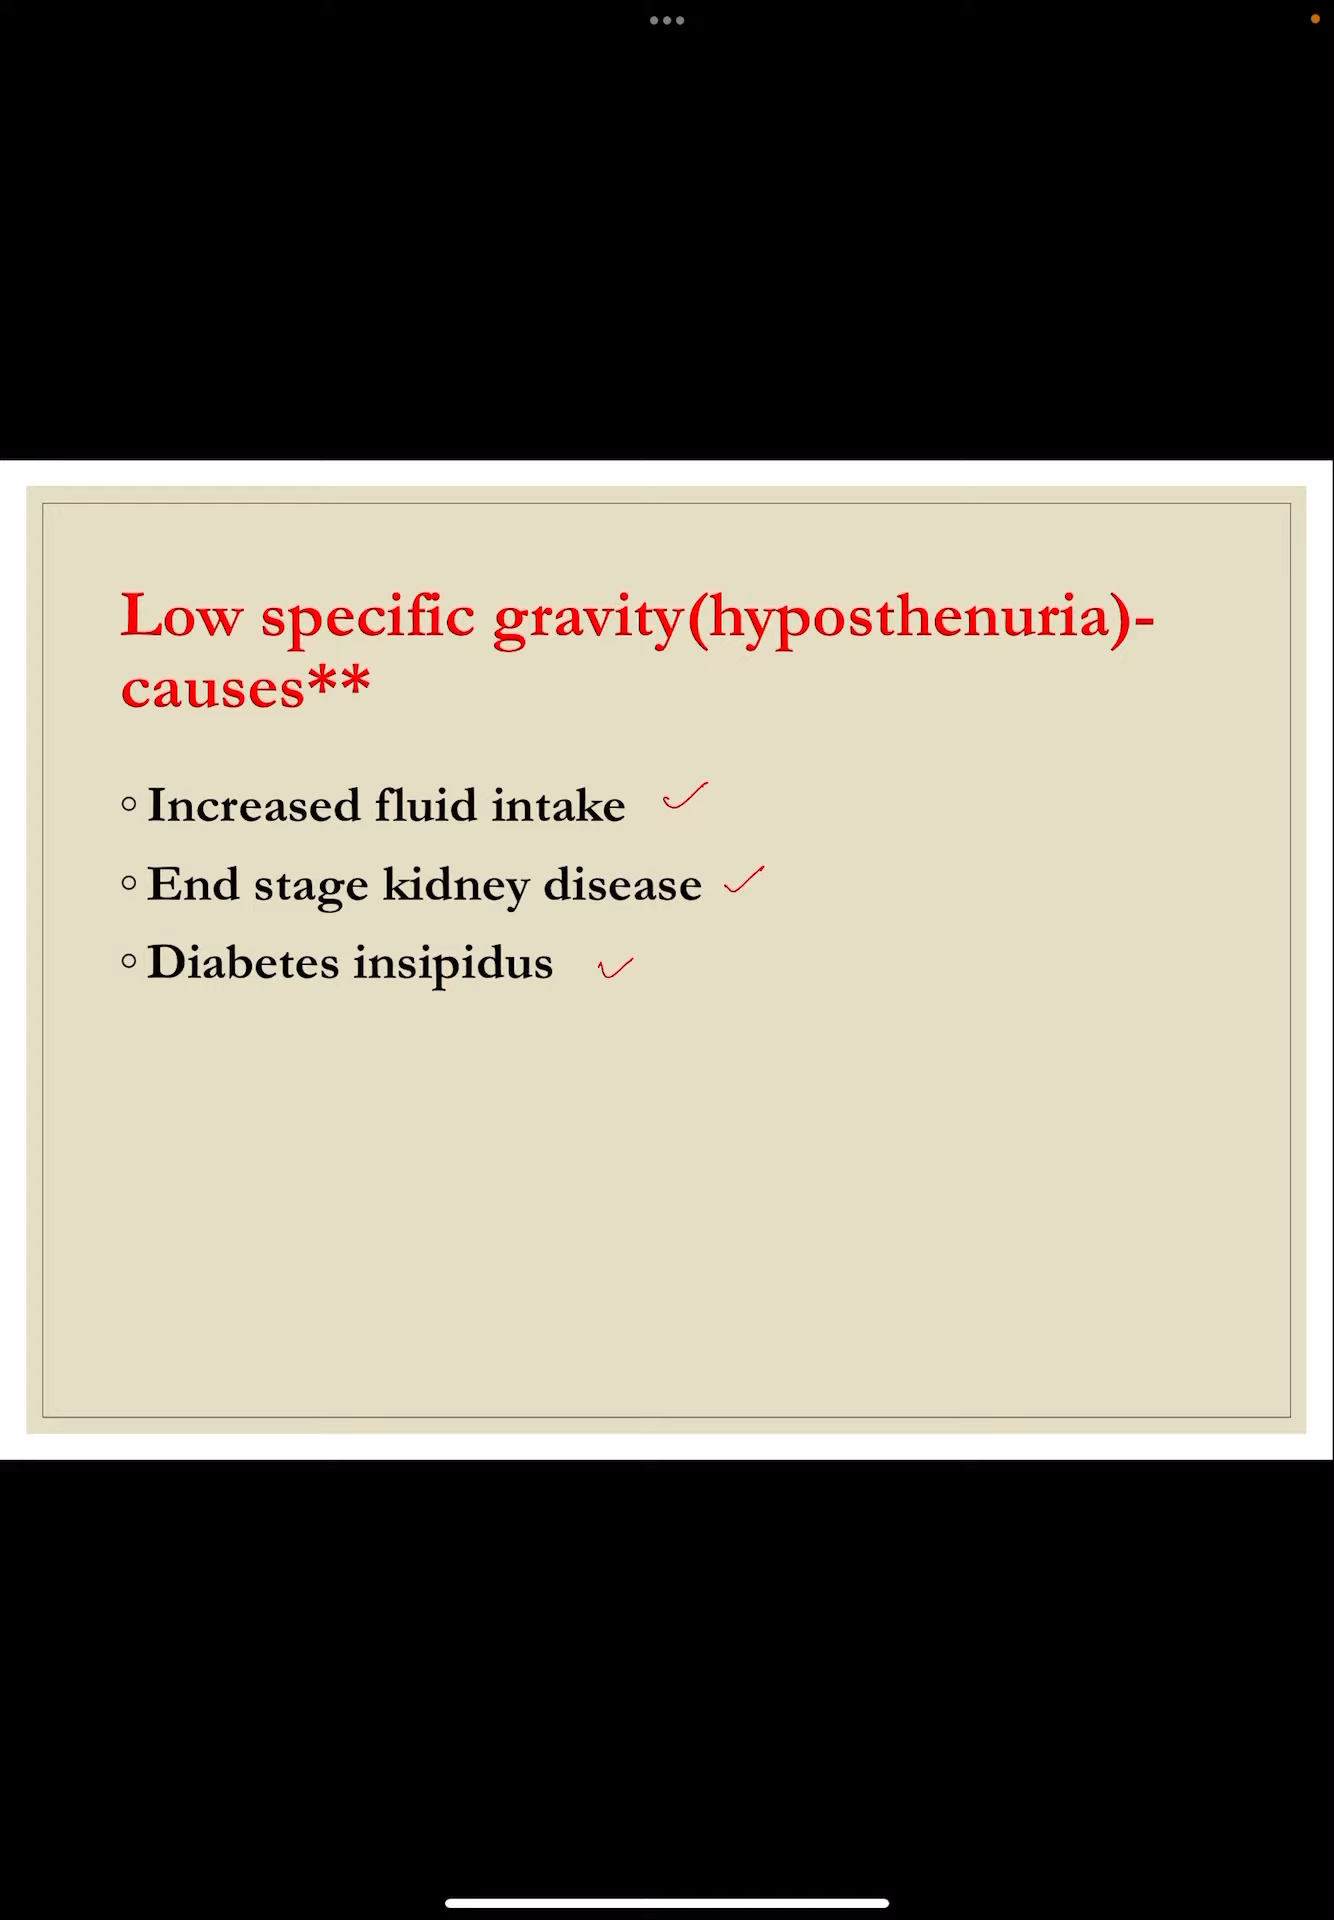 Low specific gravity(hyposthenuria)-
causes**
Increased fluid intake
End stage kidney disease
Diabetes insipidus